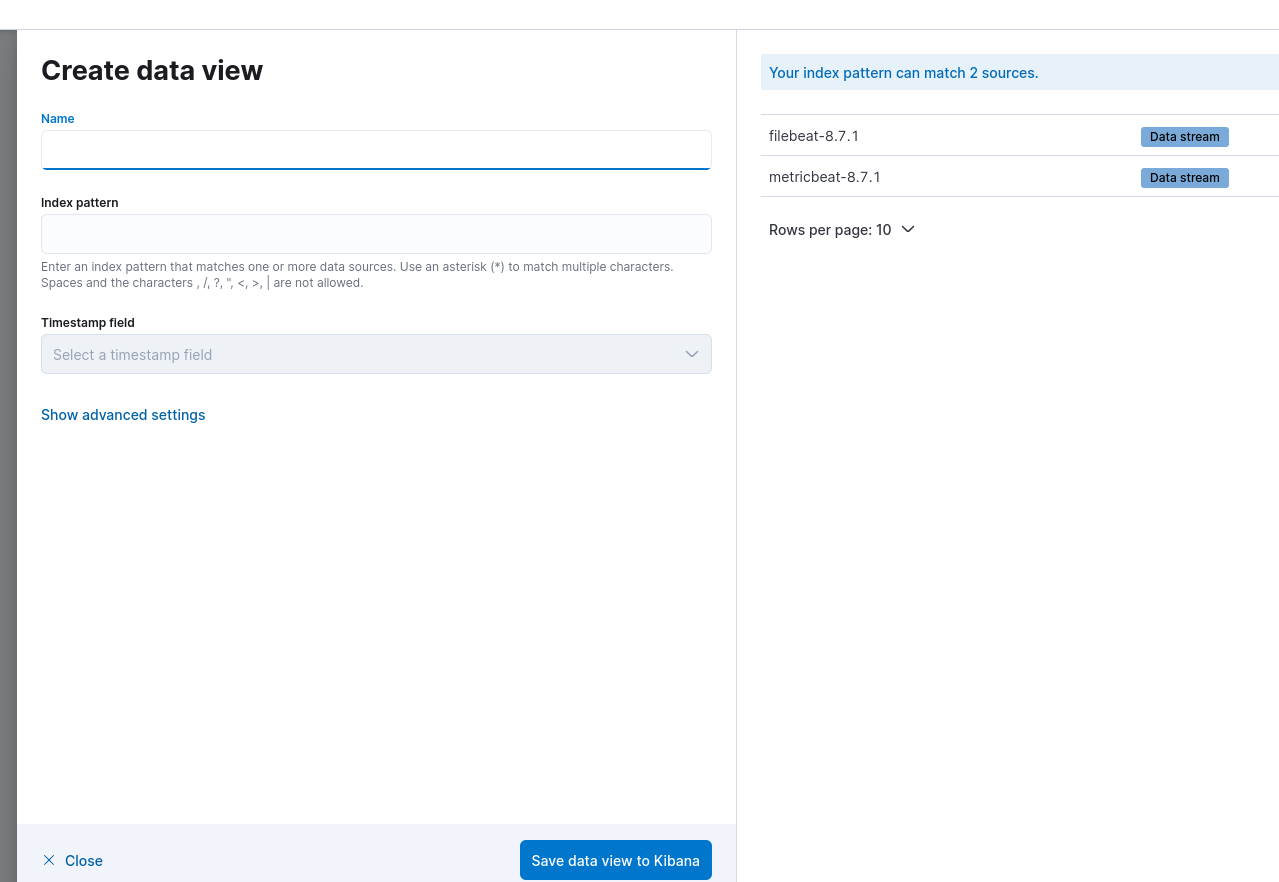 Create data view
Name
Index pattern
Enter an index pattern that matches one or more data sources. Use an asterisk (*) to match multiple characters.
Spaces and the characters , /, ?, ", <, >, | are not allowed.
Timestamp field
Select a timestamp field
Show advanced settings
Close
Save data view to Kibana
Your index pattern can match 2 sources.
filebeat-8.7.1 Data stream
metricbeat-8.7.1 Data stream
Rows per page: 10